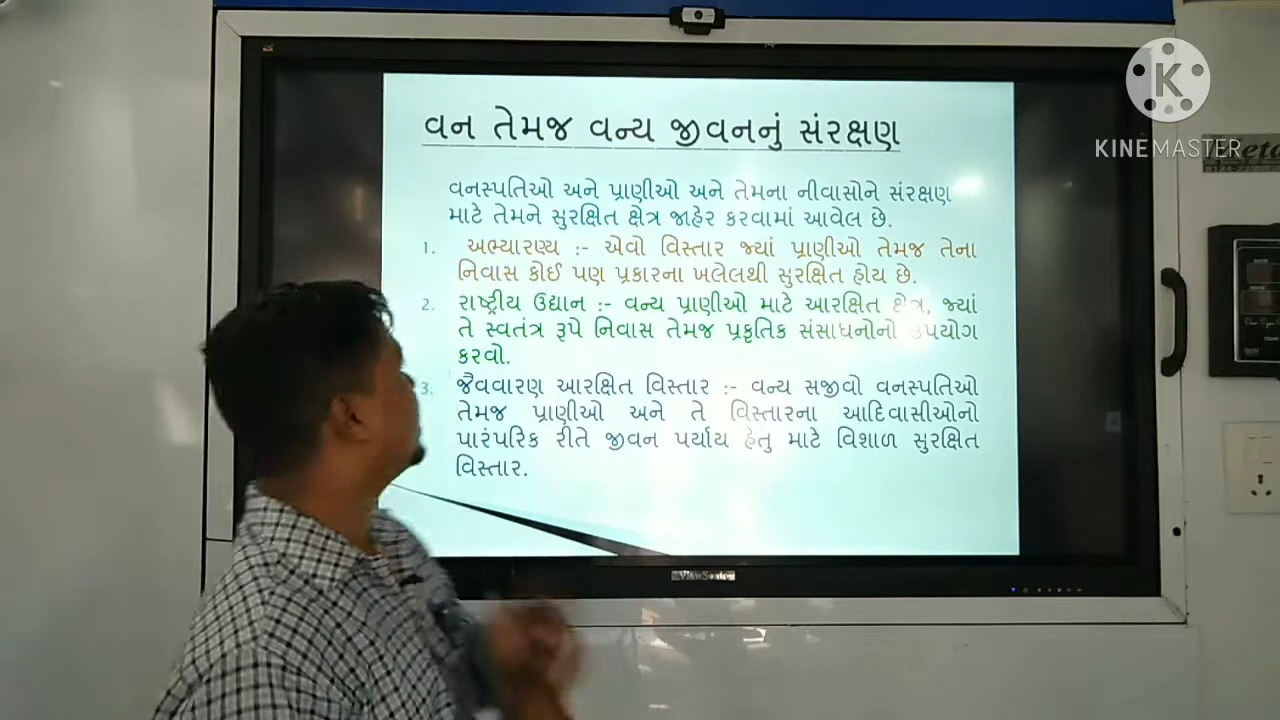 K
KINEMASTER
વન તેમજ વન્ય જીવનનું સંરક્ષણ
વનસ્પતિઓ અને પ્રાણીઓ અને તેમના નીવાસોને સંરક્ષણ
માટે તેમને સુરક્ષિત ક્ષેત્ર જાહેર કરવામાં આવેલ છે.
1. અભ્યારણ્ય :- એવો વિસ્તાર જ્યાં પ્રાણીઓ તેમજ તેના
નિવાસ કોઈ પણ પ્રકારના ખલેલથી સુરક્ષિત હોય છે.
2. રાષ્ટ્રીય ઉદ્યાન :- વન્ય પ્રાણીઓ માટે આરક્ષિત ક્ષેત્ર, જ્યાં
તે સ્વતંત્ર રૂપે નિવાસ તેમજ પ્રકૃતિક સંસાધનોનો ઉપયોગ
કરવો.
3. જૈવવારણ આરક્ષિત વિસ્તાર :- વન્ય સજીવો વનસ્પતિઓ
તેમજ પ્રાણીઓ અને તે વિસ્તારના આદિવાસીઓનો
પારંપરિક રીતે જીવન પર્યાય હેતુ માટે વિશાળ સુરક્ષિત
વિસ્તાર.
ViewSonic